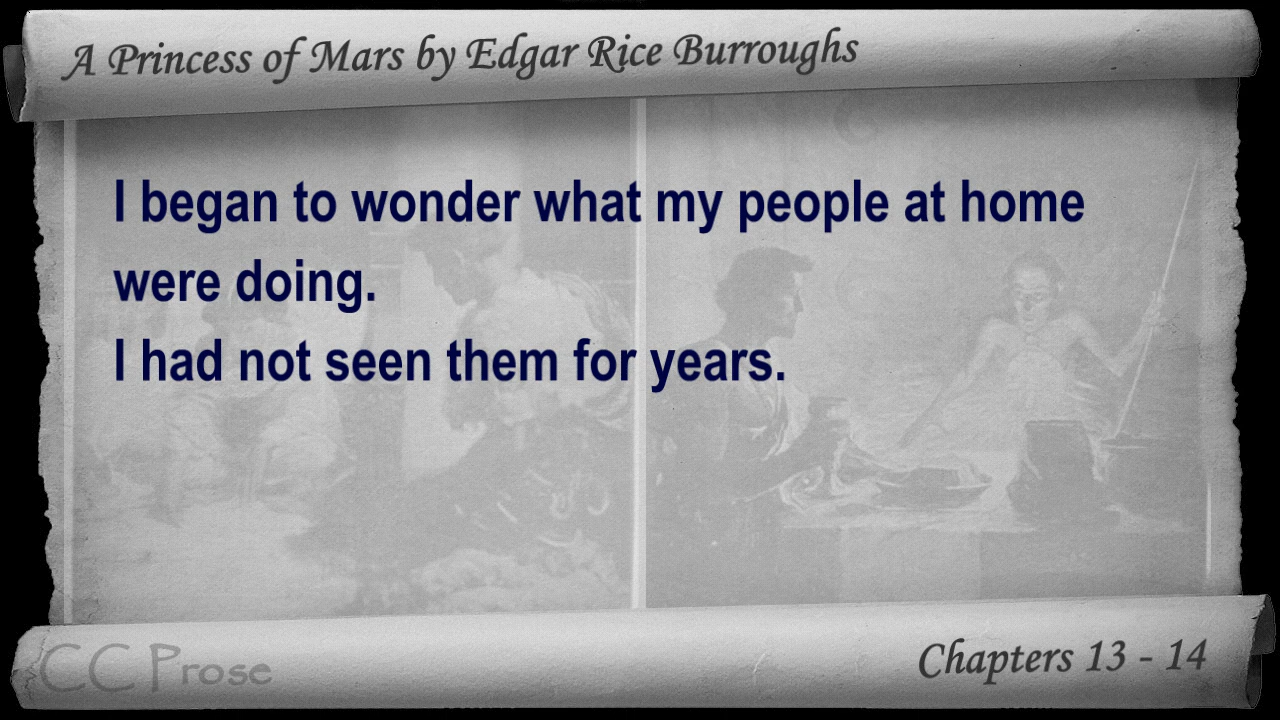 A Princess of Mars by Edgar Rice Burroughs
I began to wonder what my people at home
were doing.
I had not seen them for years.
CC Prose
Chapters 13 - 14